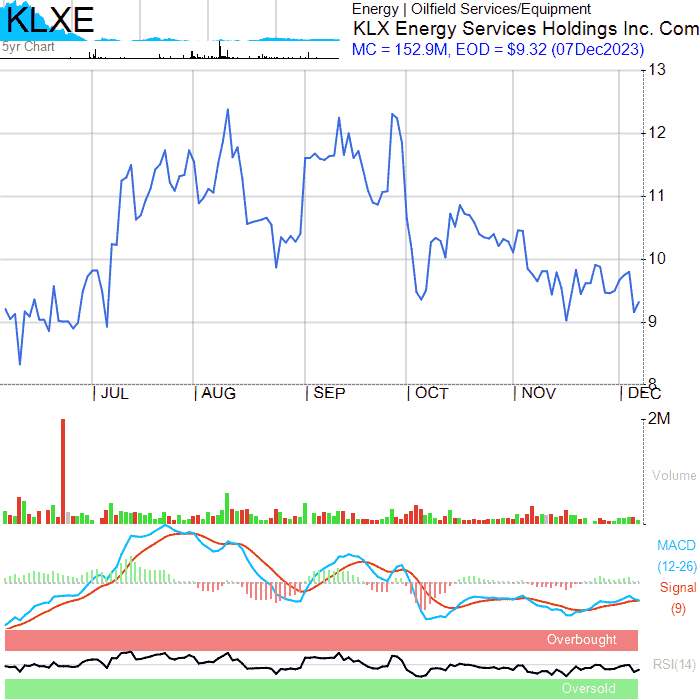 KLXE
5yr Chart
Energy | Oilfield Services/Equipment
KLX Energy Services Holdings Inc. Com
MC = 152.9M, EOD = $9.32 (07Dec2023)
13
12
11
10
9
8
| JUL | AUG | SEP | OCT | NOV | DEC
2M
Volume
MACD
(12-26)
Signal
(9)
Overbought
RSI(14)
Oversold